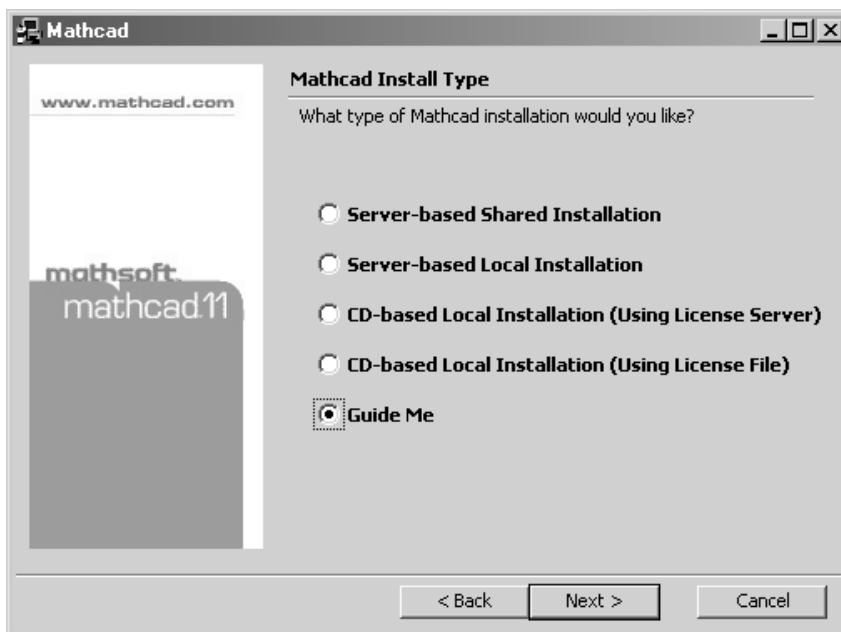 Mathcad
www.mathcad.com
Mathcad Install Type
What type of Mathcad installation would you like?
Server-based Shared Installation
Server-based Local Installation
CD-based Local Installation (Using License Server)
CD-based Local Installation (Using License File)
Guide Me
mathsoft
mathcad 11
< Back
Next >
Cancel